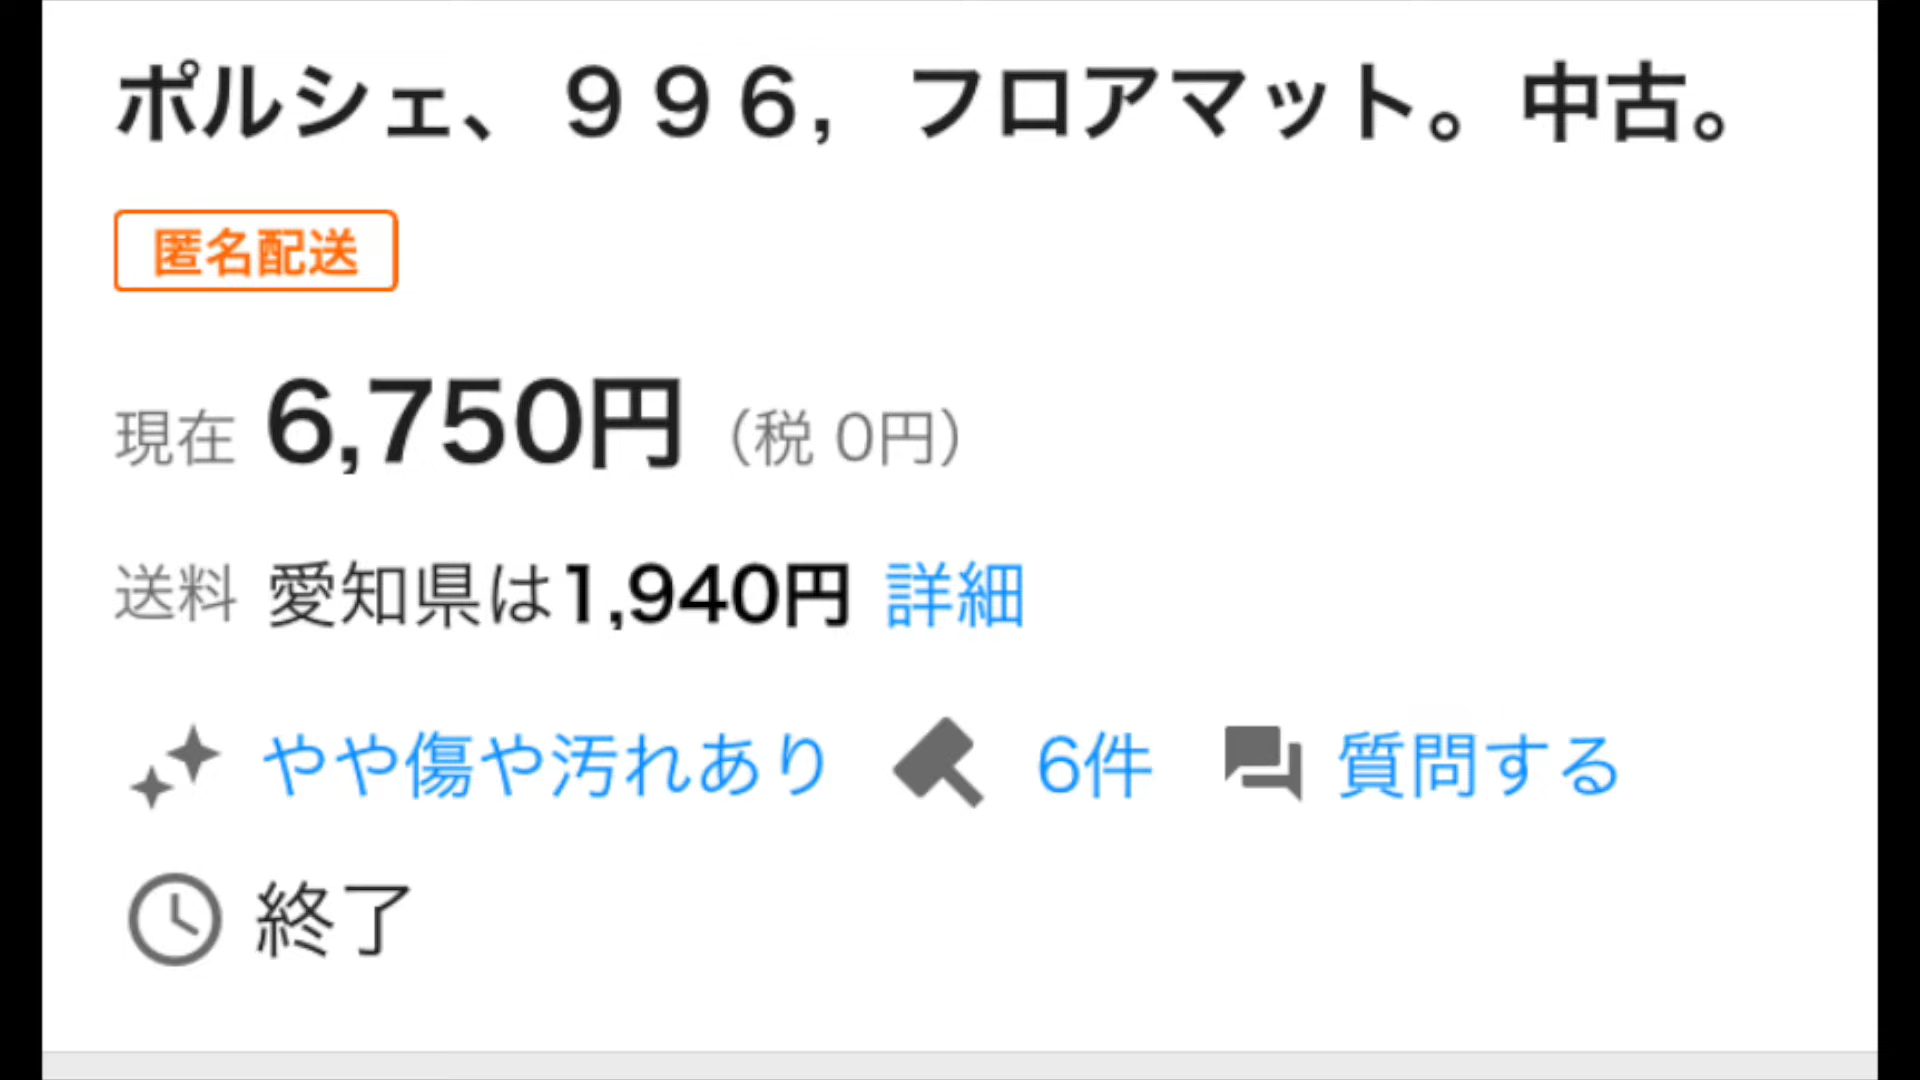 ポルシェ、９９６，フロアマット。中古。
匿名配送
現在 6,750円 （税 0円）
送料 愛知県は1,940円 詳細
やや傷や汚れあり 6件 質問する
終了